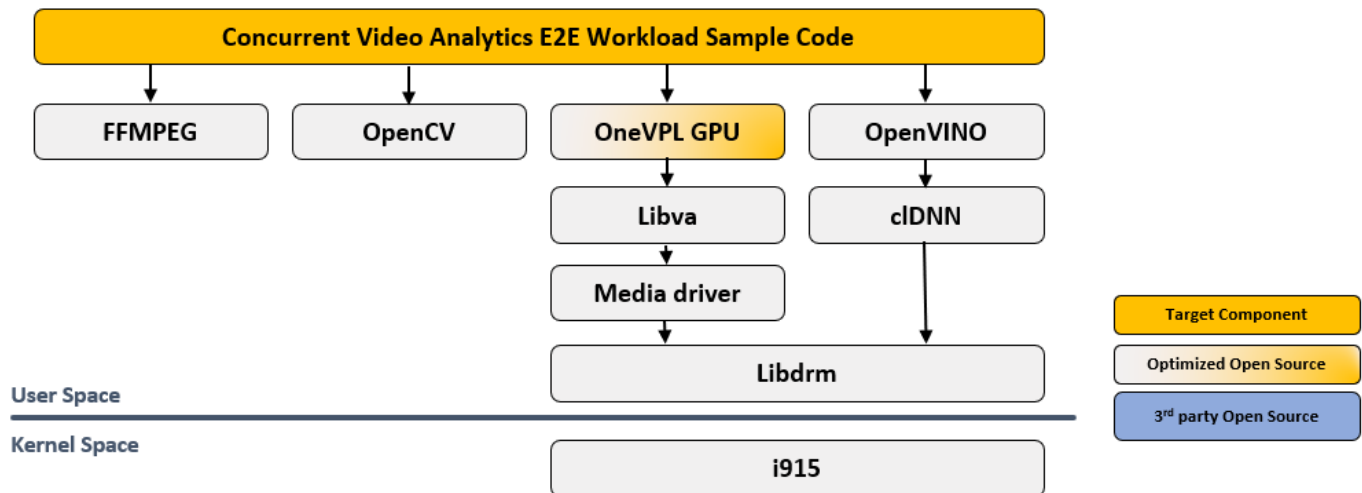 Concurrent Video Analytics E2E Workload Sample Code
FFMPEG
OpenCV
OneVPL GPU
OpenVINO
Libva
clDNN
Media driver
Libdrm
Target Component
Optimized Open Source
3rd party Open Source
User Space
Kernel Space
i915